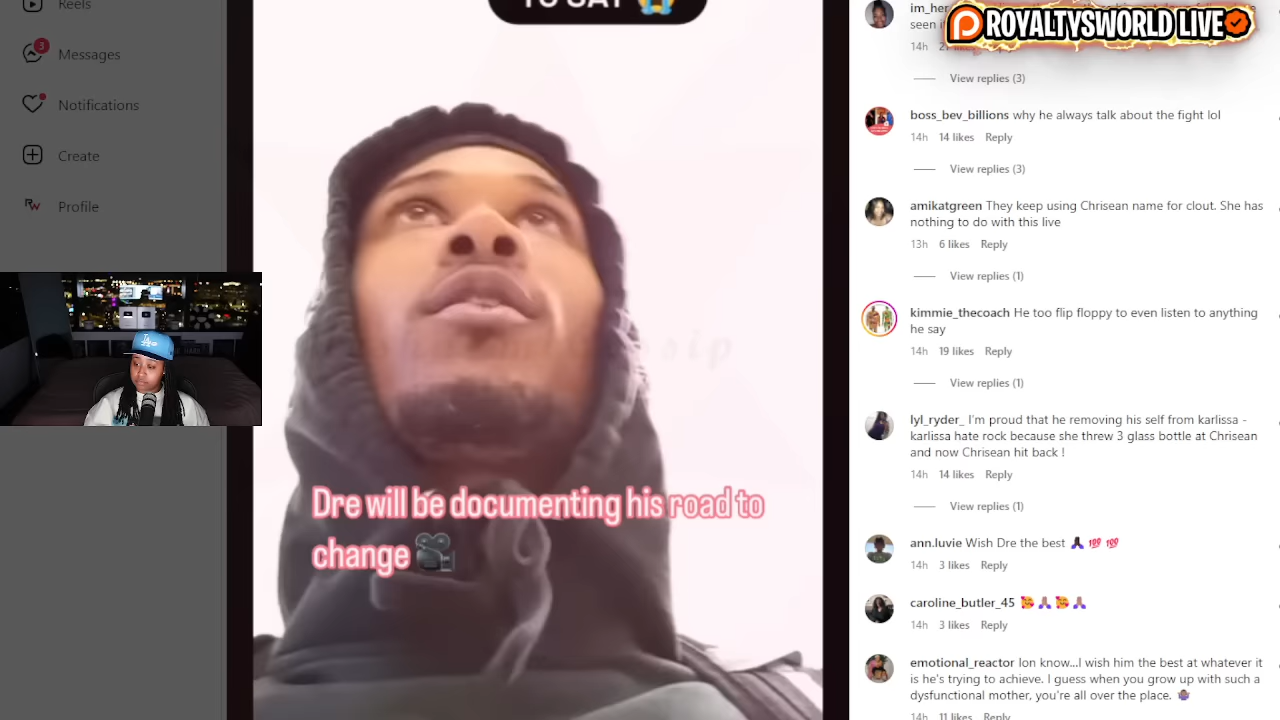 Reels
3
Messages
Notifications
Create
Profile
TO SAY
Dre will be documenting his road to
change
ROYALTYSWORLD LIVE
seen
14h
View replies (3)
boss_bev_billions why he always talk about the fight lol
14h 14 likes Reply
View replies (3)
amikatgreen They keep using Chrisean name for clout. She has
nothing to do with this live
13h 6 likes Reply
View replies (1)
kimmie_thecoach He too flip floppy to even listen to anything
he say
14h 19 likes Reply
View replies (1)
lyl_ryder_ I'm proud that he removing his self from karlissa -
karlissa hate rock because she threw 3 glass bottle at Chrisean
and now Chrisean hit back !
14h 14 likes Reply
View replies (1)
ann.luvie Wish Dre the best 🙏🏿 💯 💯
14h 3 likes Reply
caroline_butler_45 🥰🙏🏽🥰🙏🏽
14h 3 likes Reply
emotional_reactor Ion know...I wish him the best at whatever it
is he's trying to achieve. I guess when you grow up with such a
dysfunctional mother, you're all over the place.
14h 11 likes Reply